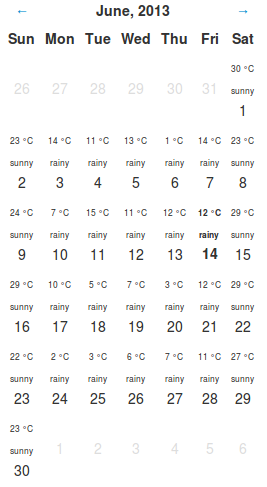 ← June, 2013 →
Sun Mon Tue Wed Thu Fri Sat
30 °C
26 27 28 29 30 31 sunny
1
23 °C 14 °C 11 °C 13 °C 1 °C 14 °C 23 °C
sunny rainy rainy rainy rainy rainy sunny
2 3 4 5 6 7 8
24 °C 7 °C 15 °C 11 °C 12 °C 12 °C 29 °C
sunny rainy rainy rainy rainy rainy sunny
9 10 11 12 13 14 15
29 °C 10 °C 5 °C 7 °C 3 °C 12 °C 29 °C
sunny rainy rainy rainy rainy rainy sunny
16 17 18 19 20 21 22
22 °C 2 °C 3 °C 6 °C 7 °C 11 °C 27 °C
sunny rainy rainy rainy rainy rainy sunny
23 24 25 26 27 28 29
23 °C
sunny 1 2 3 4 5 6
30